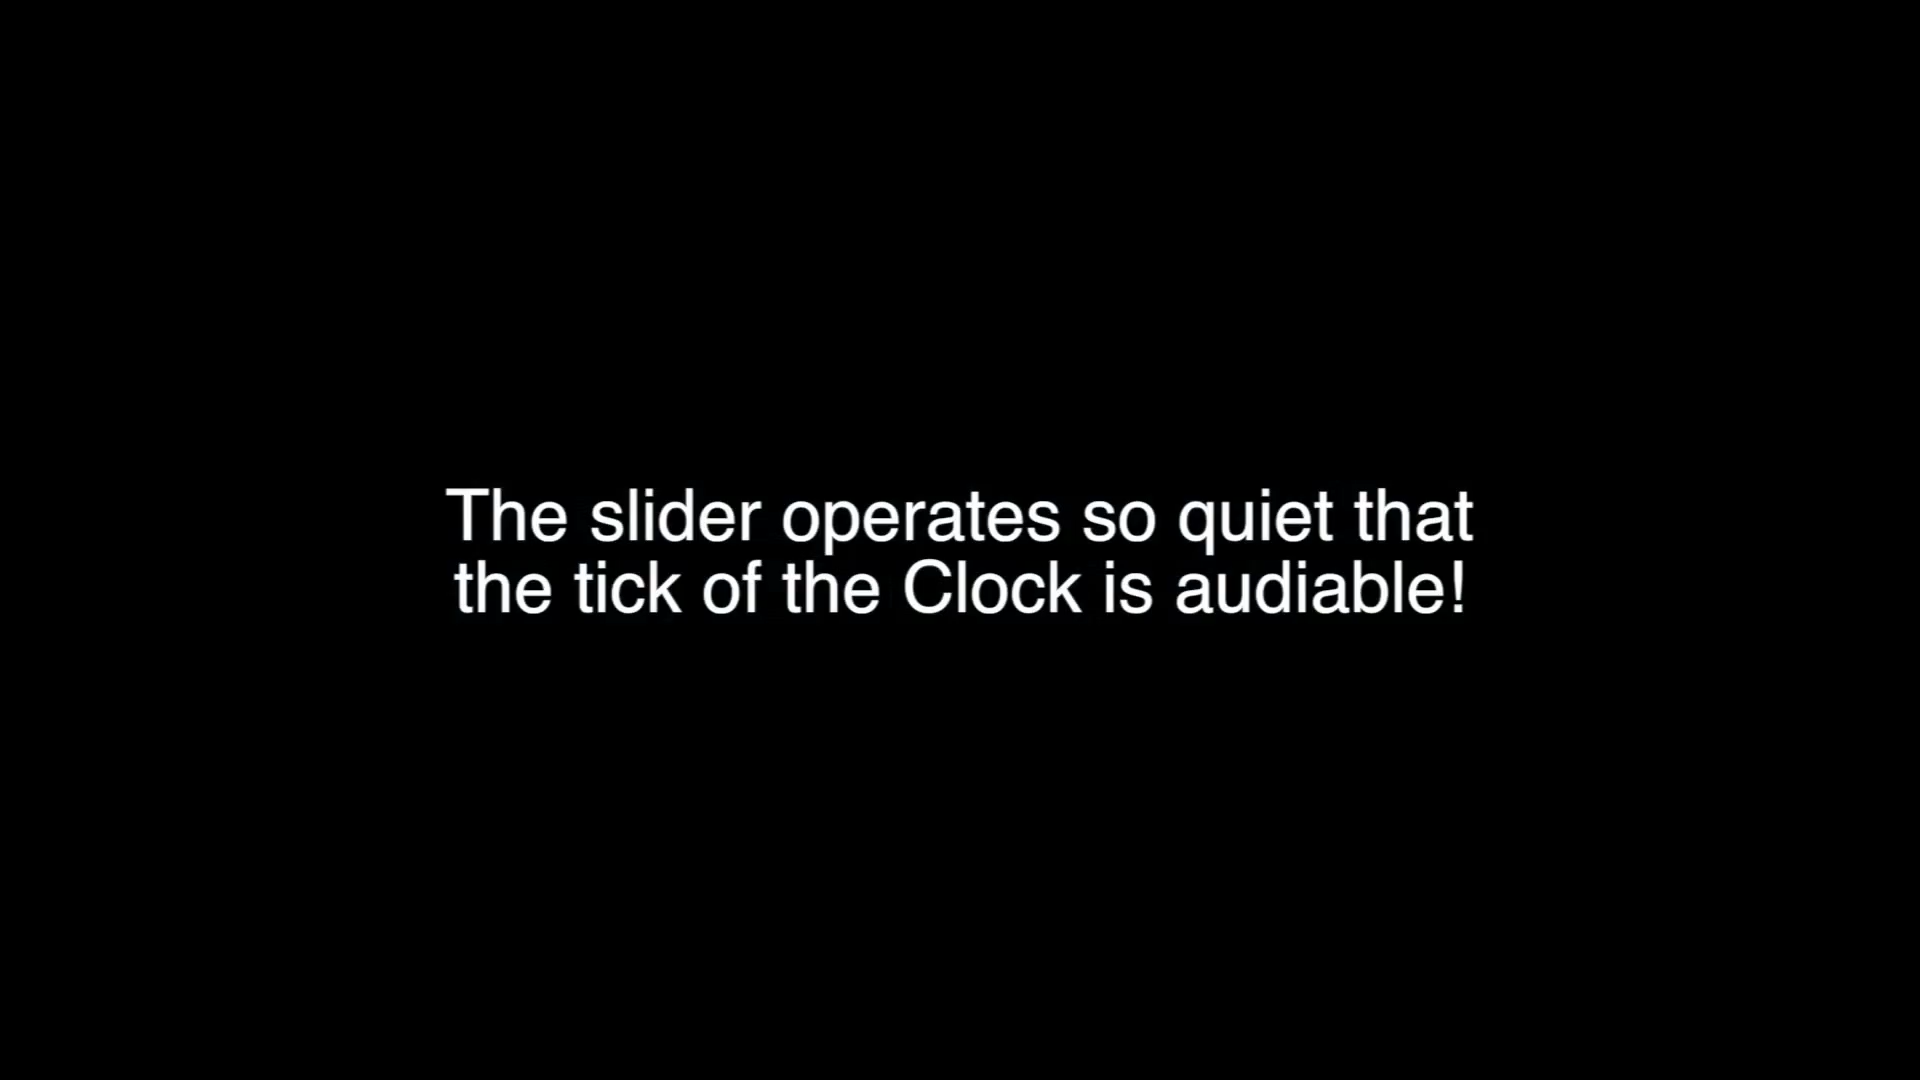 The slider operates so quiet that
the tick of the Clock is audiable!